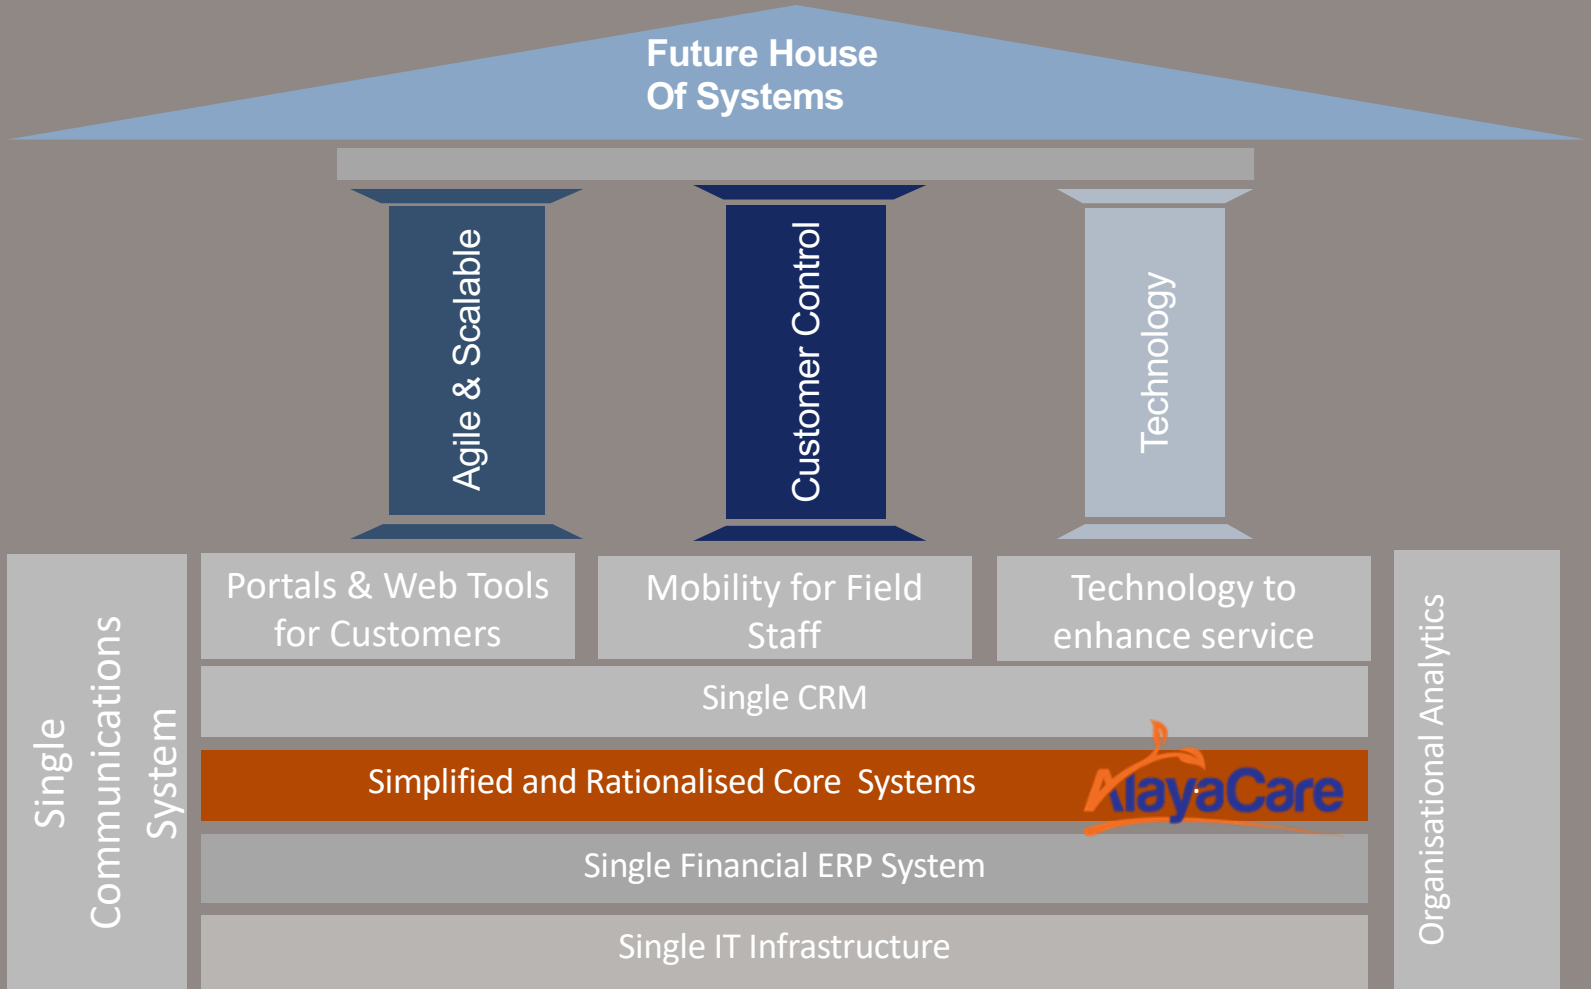 Future House
Of Systems
Agile & Scalable
Customer Control
Technology
Single
Communications
System
Portals & Web Tools
for Customers
Mobility for Field
Staff
Technology to
enhance service
Organisational Analytics
Single CRM
Simplified and Rationalised Core  Systems
AlayaCare
.
Single Financial ERP System
Single IT Infrastructure